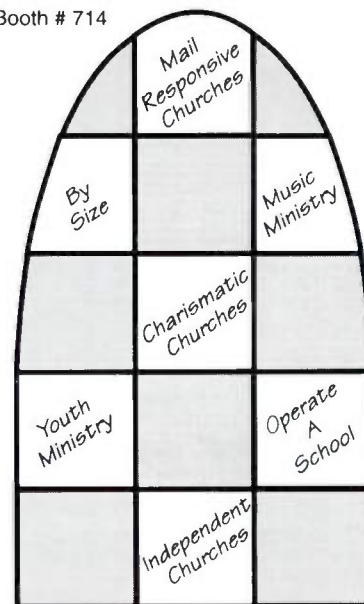 Booth # 714
Mail
Responsive
Churches
By
Size
Music
Ministry
Charismatic
Churches
Youth
Ministry
Operate
A
School
Independent
Churches